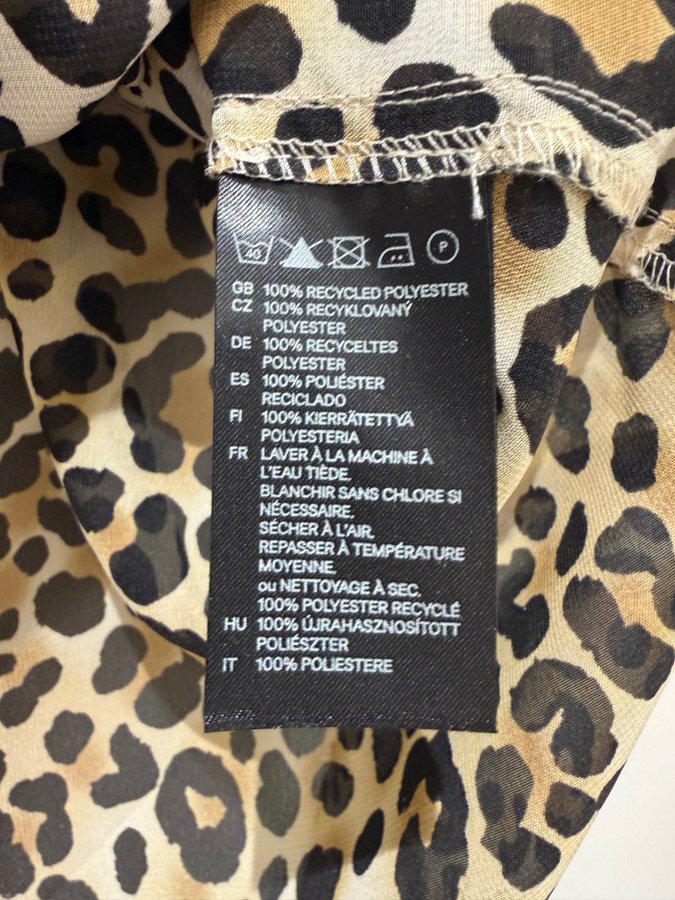 40 P
GB 100% RECYCLED POLYESTER
CZ 100% RECYKLOVANÝ
POLYESTER
DE 100% RECYCELTES
POLYESTER
ES 100% POLIÉSTER
RECICLADO
FI 100% KIERRÄTETTYÄ
POLYESTERIA
FR LAVER À LA MACHINE À
L'EAU TIÈDE.
BLANCHIR SANS CHLORE SI
NÉCESSAIRE.
SÉCHER À L'AIR.
REPASSER À TEMPÉRATURE
MOYENNE.
ou NETTOYAGE À SEC.
100% POLYESTER RECYCLÉ
HU 100% ÚJRAHASZNOSÍTOTT
POLIÉSZTER
IT 100% POLIESTERE